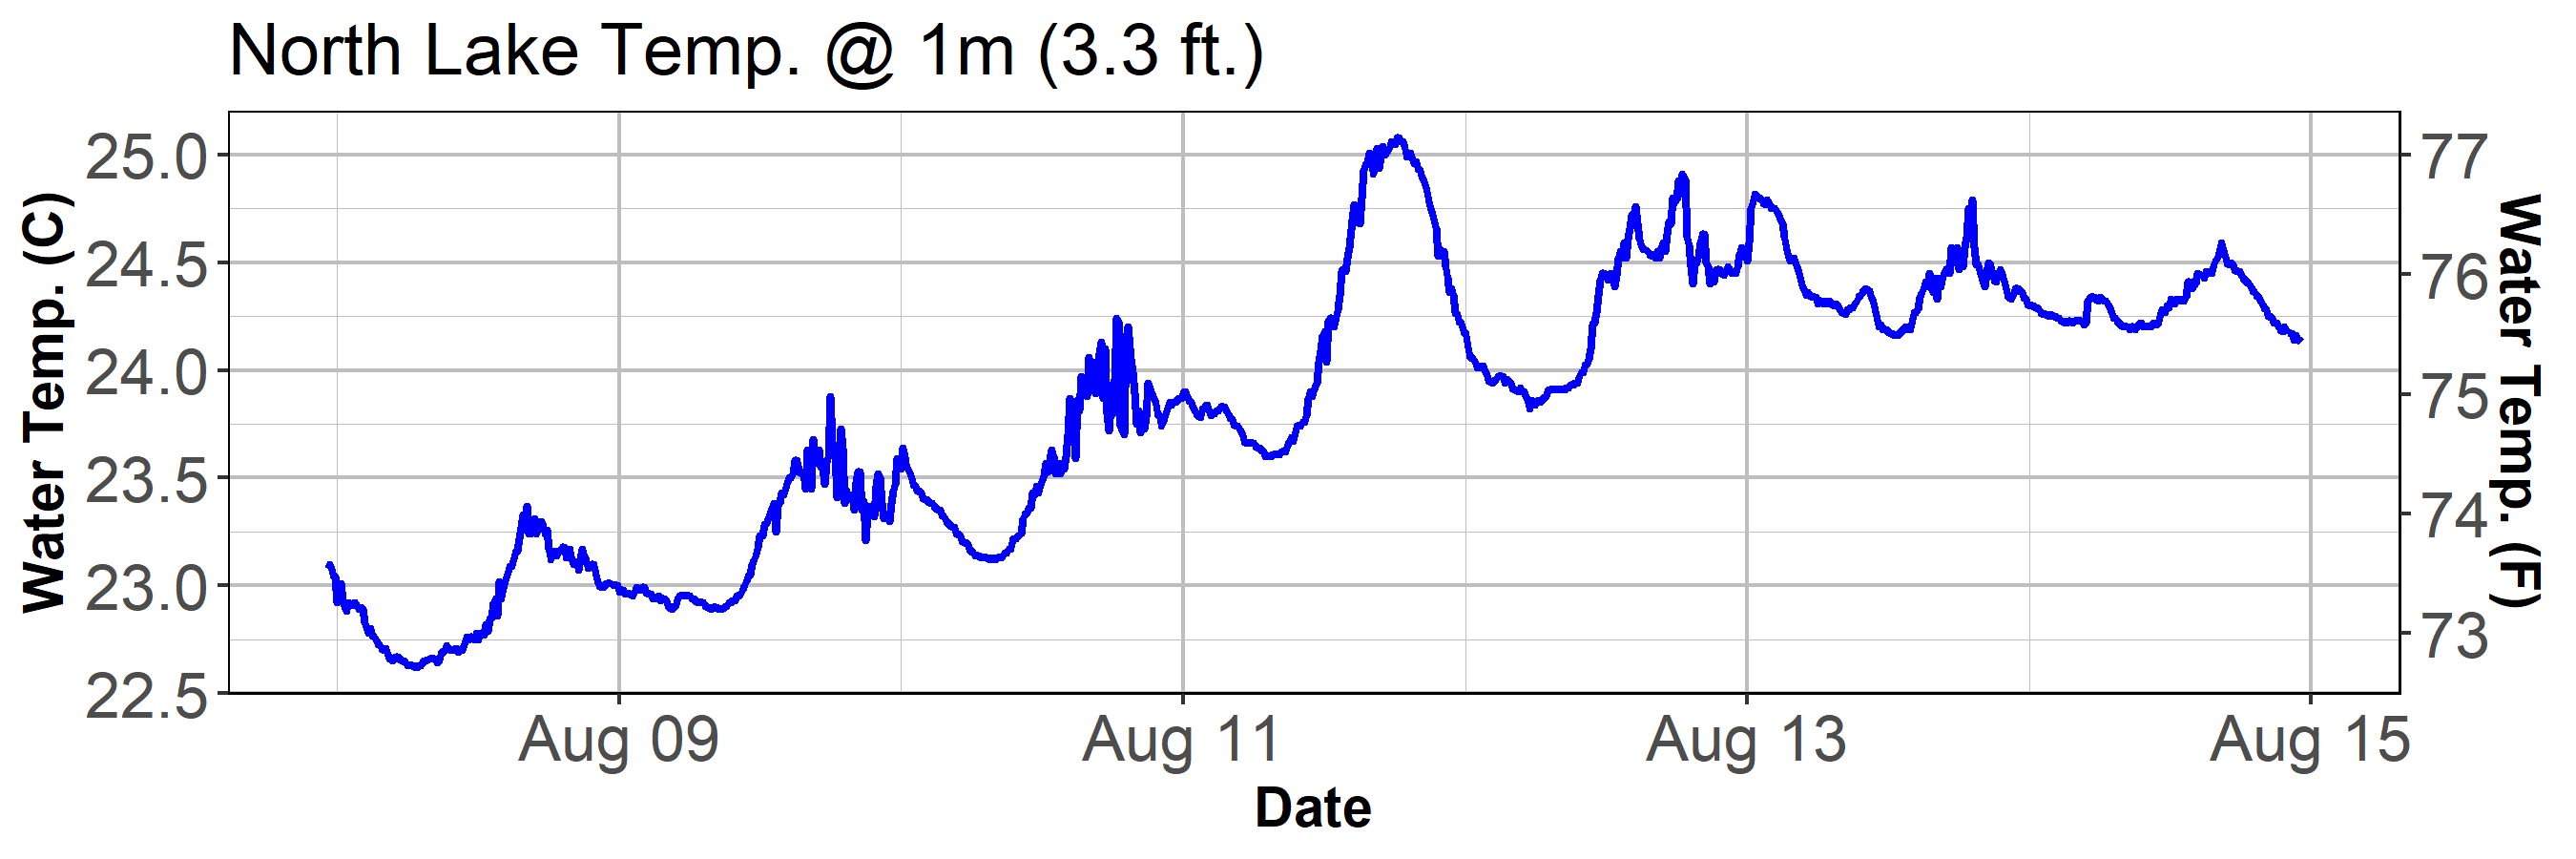 North Lake Temp. @ 1m (3.3 ft.)
Water Temp. (C)
25.0
24.5
24.0
23.5
23.0
22.5
77
76
75
74
73
Water Temp. (F)
Aug 09
Aug 11
Aug 13
Aug 15
Date